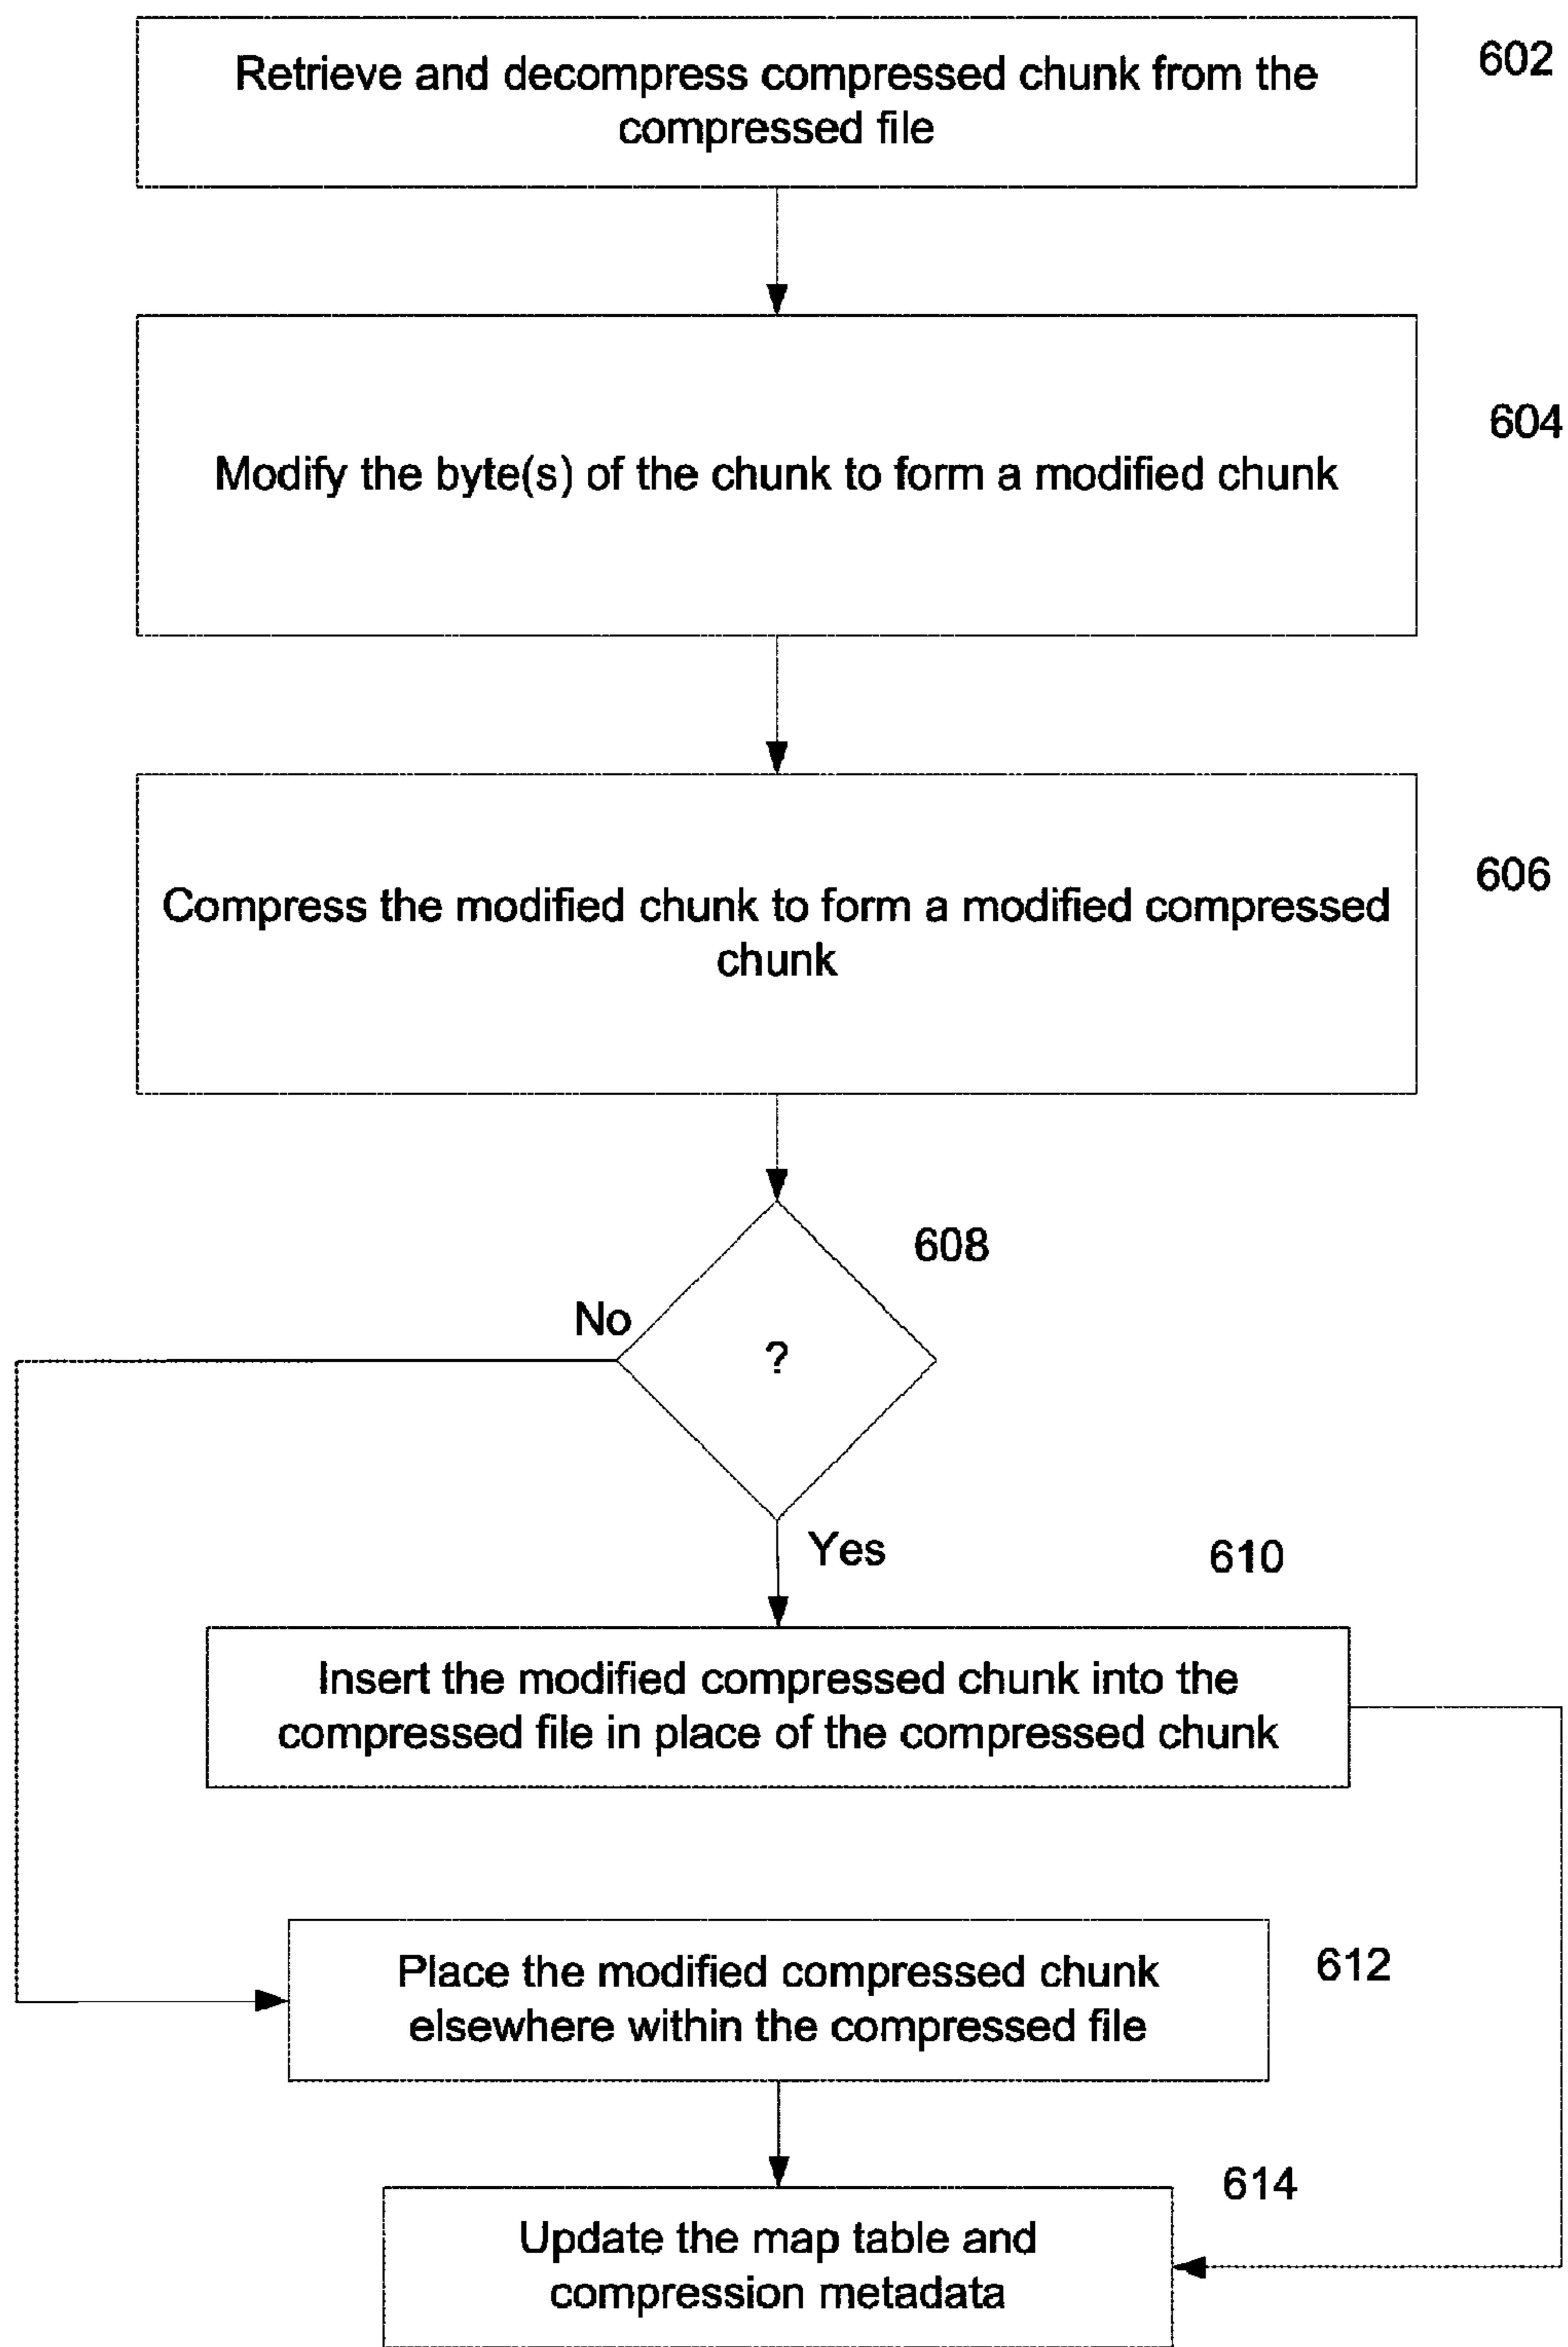 Retrieve and decompress compressed chunk from the
compressed file
602
Modify the byte(s) of the chunk to form a modified chunk
604
Compress the modified chunk to form a modified compressed
chunk
606
608
No
?
Yes
610
Insert the modified compressed chunk into the
compressed file in place of the compressed chunk
Place the modified compressed chunk
elsewhere within the compressed file
612
614
Update the map table and
compression metadata